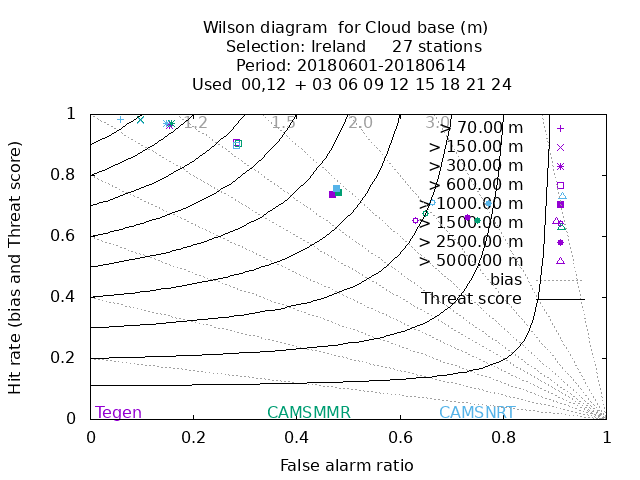 Wilson diagram  for Cloud base (m)
Selection: Ireland     27 stations
Period: 20180601-20180614
Used  00,12  + 03 06 09 12 15 18 21 24
Hit rate (bias and Threat score)
1
0.8
0.6
0.4
0.2
0
1.2
1.5
2.0
3.0
> 70.00 m
> 150.00 m
> 300.00 m
> 600.00 m
> 1000.00 m
> 1500.00 m
> 2500.00 m
> 5000.00 m
bias
Threat score
Tegen CAMSMMR CAMSNRT
0 0.2 0.4 0.6 0.8 1
False alarm ratio